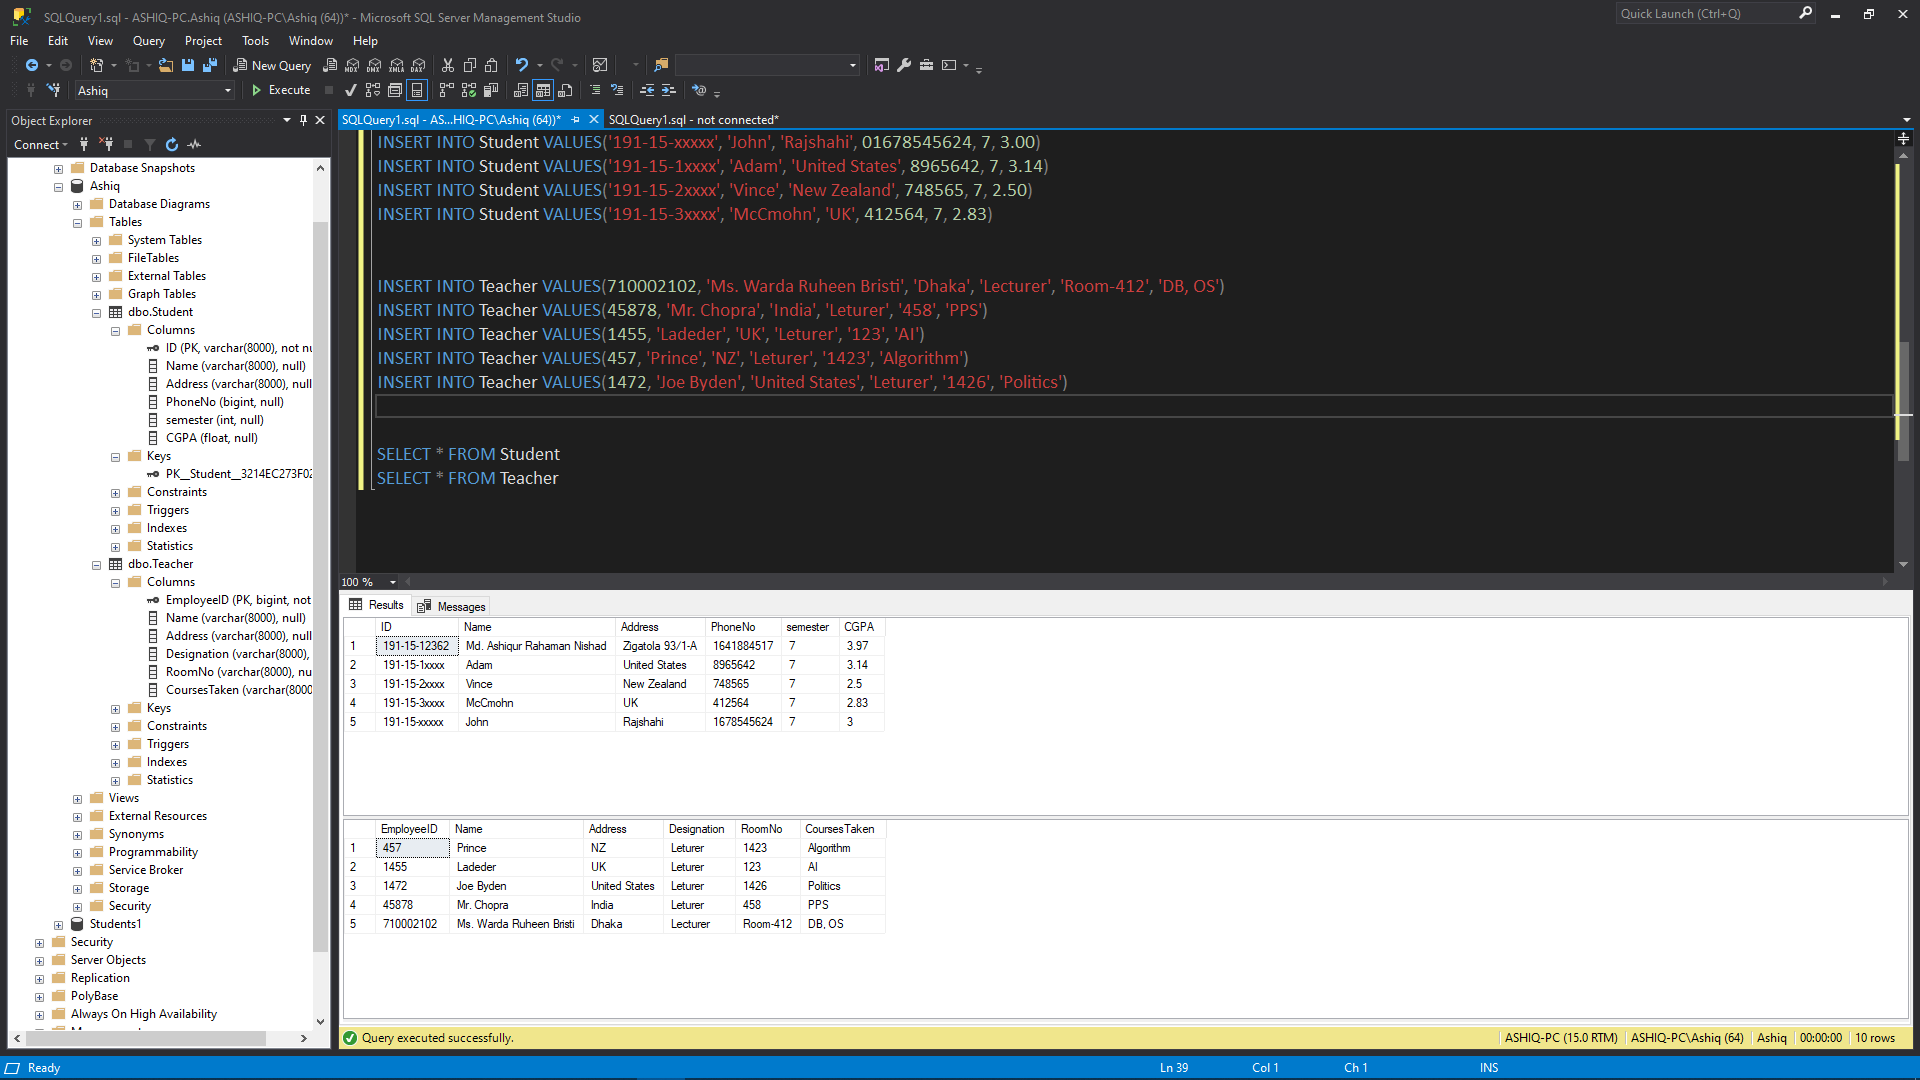 SQLQuery1.sql - ASHIQ-PC.Ashiq (ASHIQ-PC\Ashiq (64))* - Microsoft SQL Server Management Studio
Quick Launch (Ctrl+Q)
File Edit View Query Project Tools Window Help
New Query
MDX DMX XMLA DAX
Ashiq
Execute
Object Explorer
Connect
Database Snapshots
Ashiq
Database Diagrams
Tables
System Tables
FileTables
External Tables
Graph Tables
dbo.Student
Columns
ID (PK, varchar(8000), not nu
Name (varchar(8000), null)
Address (varchar(8000), null
PhoneNo (bigint, null)
semester (int, null)
CGPA (float, null)
Keys
PK__Student__3214EC273F02
Constraints
Triggers
Indexes
Statistics
dbo.Teacher
Columns
EmployeeID (PK, bigint, not
Name (varchar(8000), null)
Address (varchar(8000), null
Designation (varchar(8000),
RoomNo (varchar(8000), nu
CoursesTaken (varchar(8000
Keys
Constraints
Triggers
Indexes
Statistics
Views
External Resources
Synonyms
Programmability
Service Broker
Storage
Security
Students1
Security
Server Objects
Replication
PolyBase
Always On High Availability
SQLQuery1.sql - AS...HIQ-PC\Ashiq (64))*
SQLQuery1.sql - not connected*
INSERT INTO Student VALUES('191-15-xxxxx', 'John', 'Rajshahi', 01678545624, 7, 3.00)
INSERT INTO Student VALUES('191-15-1xxxx', 'Adam', 'United States', 8965642, 7, 3.14)
INSERT INTO Student VALUES('191-15-2xxxx', 'Vince', 'New Zealand', 748565, 7, 2.50)
INSERT INTO Student VALUES('191-15-3xxxx', 'McCmohn', 'UK', 412564, 7, 2.83)
INSERT INTO Teacher VALUES(710002102, 'Ms. Warda Ruheen Bristi', 'Dhaka', 'Lecturer', 'Room-412', 'DB, OS')
INSERT INTO Teacher VALUES(45878, 'Mr. Chopra', 'India', 'Leturer', '458', 'PPS')
INSERT INTO Teacher VALUES(1455, 'Ladeder', 'UK', 'Leturer', '123', 'AI')
INSERT INTO Teacher VALUES(457, 'Prince', 'NZ', 'Leturer', '1423', 'Algorithm')
INSERT INTO Teacher VALUES(1472, 'Joe Byden', 'United States', 'Leturer', '1426', 'Politics')
SELECT * FROM Student
SELECT * FROM Teacher
100 %
Results Messages
ID Name Address PhoneNo semester CGPA
1 191-15-12362 Md. Ashiqur Rahaman Nishad Zigatola 93/1-A 1641884517 7 3.97
2 191-15-1xxxx Adam United States 8965642 7 3.14
3 191-15-2xxxx Vince New Zealand 748565 7 2.5
4 191-15-3xxxx McCmohn UK 412564 7 2.83
5 191-15-xxxxx John Rajshahi 1678545624 7 3
EmployeeID Name Address Designation RoomNo CoursesTaken
1 457 Prince NZ Leturer 1423 Algorithm
2 1455 Ladeder UK Leturer 123 AI
3 1472 Joe Byden United States Leturer 1426 Politics
4 45878 Mr. Chopra India Leturer 458 PPS
5 710002102 Ms. Warda Ruheen Bristi Dhaka Lecturer Room-412 DB, OS
Query executed successfully.
ASHIQ-PC (15.0 RTM) ASHIQ-PC\Ashiq (64) Ashiq 00:00:00 10 rows
Ready
Ln 39 Col 1 Ch 1 INS